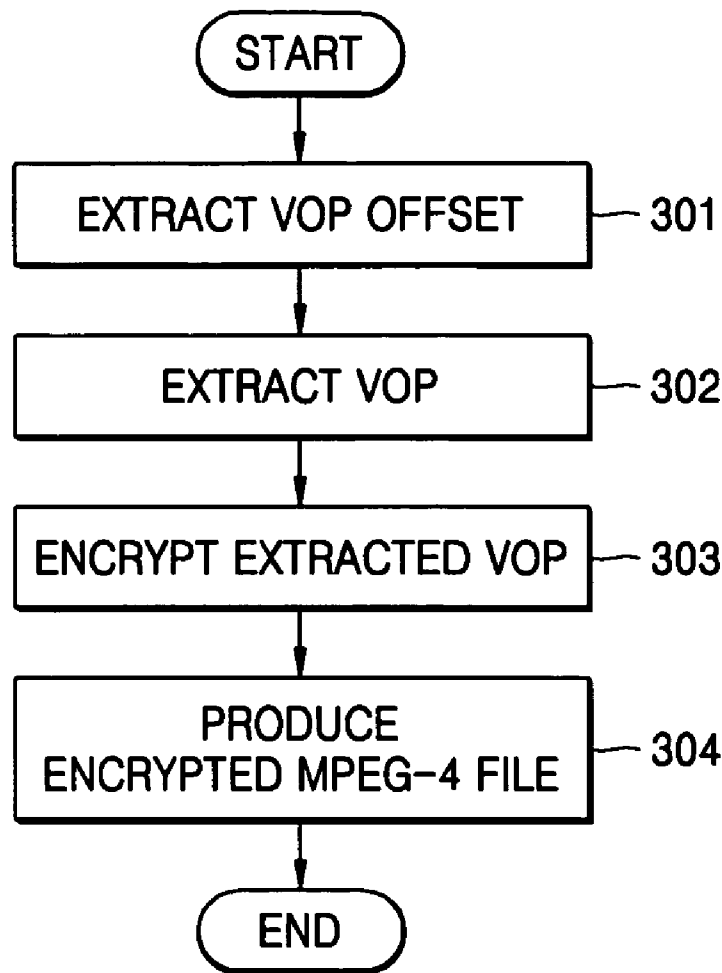 START
EXTRACT VOP OFFSET
301
EXTRACT VOP
302
ENCRYPT EXTRACTED VOP
303
PRODUCE
ENCRYPTED MPEG-4 FILE
304
END